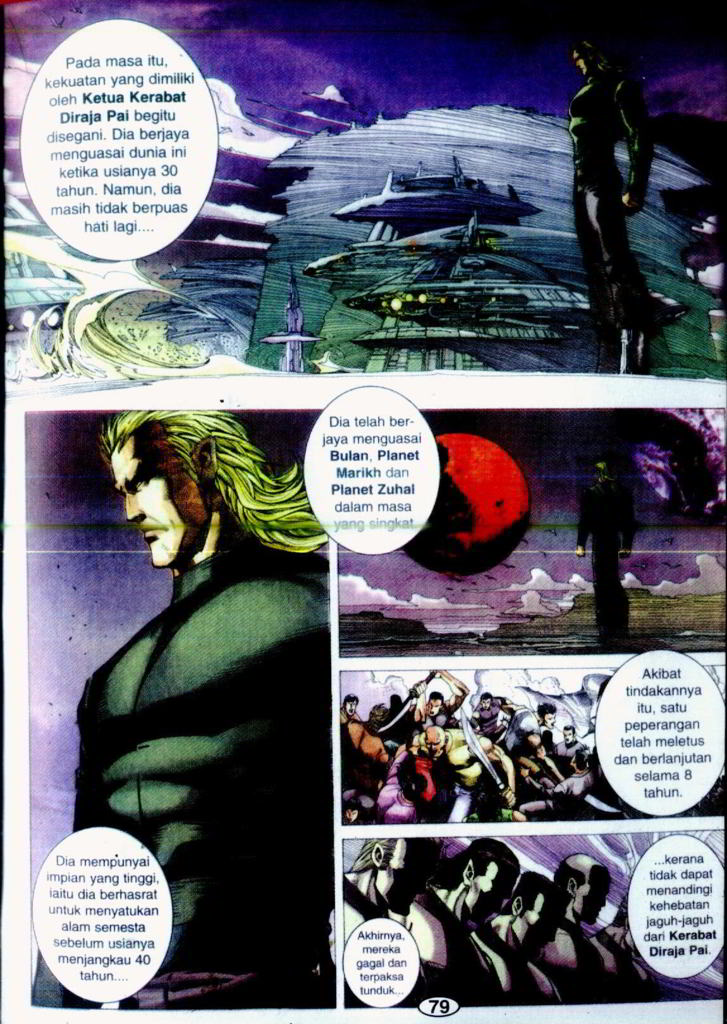 Pada masa itu,
kekuatan yang dimiliki
oleh Ketua Kerabat
Diraja Pai begitu
disegani. Dia berjaya
menguasai dunia ini
ketika usianya 30
tahun. Namun, dia
masih tidak berpuas
hati lagi....
Dia telah ber-
jaya menguasai
Bulan, Planet
Marikh dan
Planet Zuhal
dalam masa
yang singkat
Dia mempunyai
impian yang tinggi,
iaitu dia berhasrat
untuk menyatukan
alam semesta
sebelum usianya
menjangkau 40
tahun....
Akibat
tindakannya
itu, satu
peperangan
telah meletus
dan berlanjutan
selama 8
tahun.
Akhirnya,
mereka
gagal dan
terpaksa
tunduk...
...kerana
tidak dapat
menandingi
kehebatan
jaguh-jaguh
dari Kerabat
Diraja Pai.
79